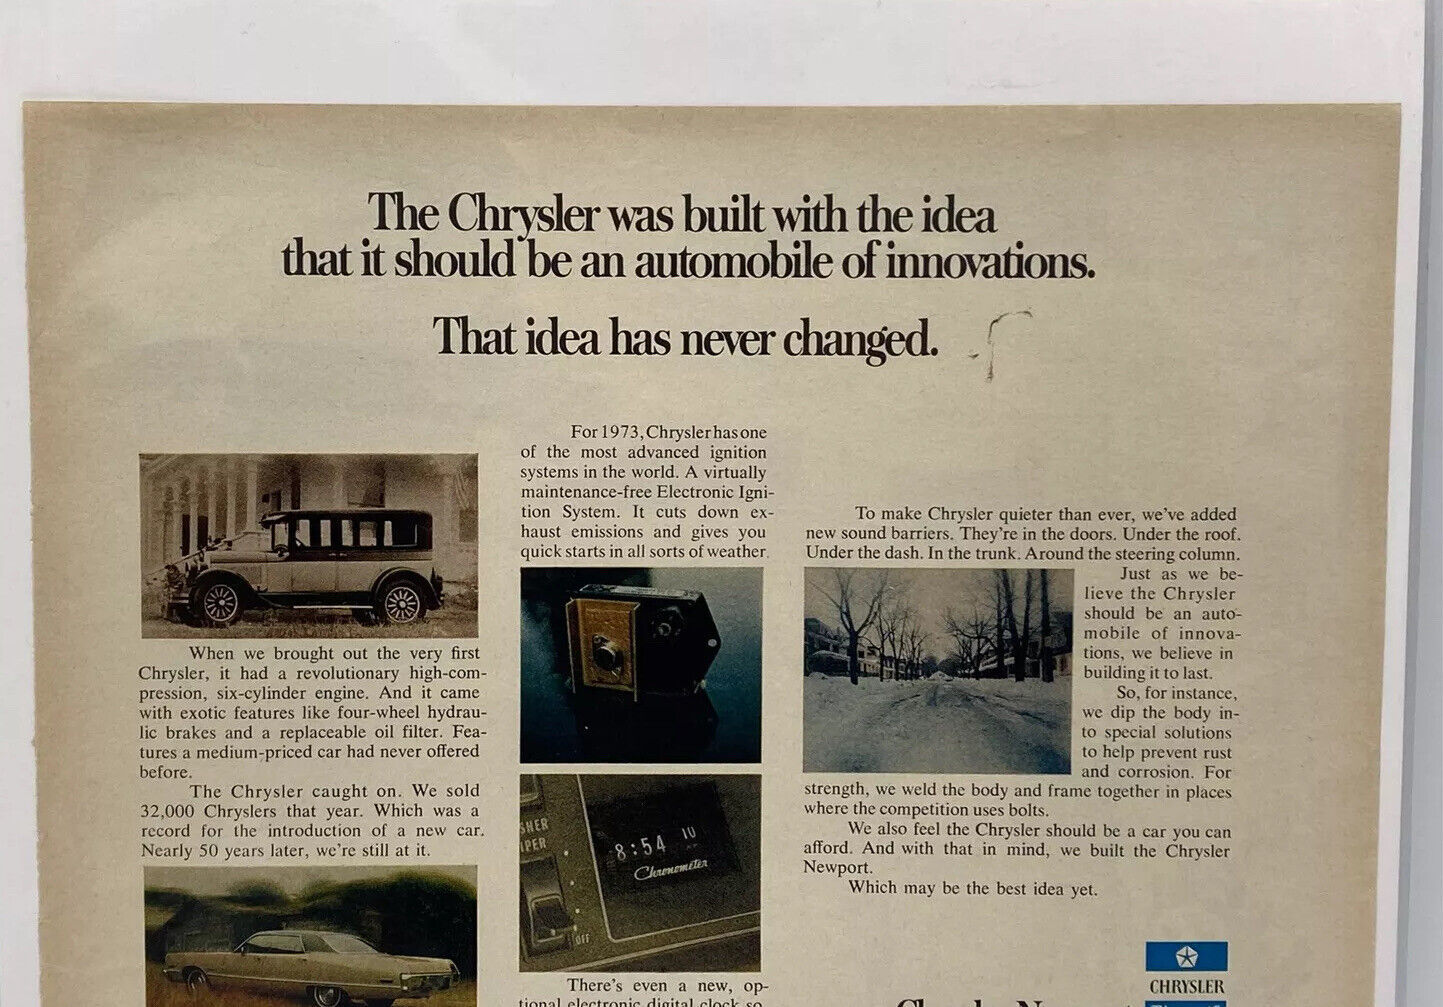 The Chrysler was built with the idea
that it should be an automobile of innovations.
That idea has never changed.
When we brought out the very first
Chrysler, it had a revolutionary high-com-
pression, six-cylinder engine. And it came
with exotic features like four-wheel hydrau-
lic brakes and a replaceable oil filter. Fea-
tures a medium-priced car had never offered
before.
The Chrysler caught on. We sold
32,000 Chryslers that year. Which was a
record for the introduction of a new car.
Nearly 50 years later, we're still at it.
For 1973, Chrysler has one
of the most advanced ignition
systems in the world. A virtually
maintenance-free Electronic Igni-
tion System. It cuts down ex-
haust emissions and gives you
quick starts in all sorts of weather.
SHER
IPER
8:54 10
Chronometer
OFF
There's even a new, op-
tional electronic digital clock so
To make Chrysler quieter than ever, we've added
new sound barriers. They're in the doors. Under the roof.
Under the dash. In the trunk. Around the steering column.
Just as we be-
lieve the Chrysler
should be an auto-
mobile of innova-
tions, we believe in
building it to last.
So, for instance,
we dip the body in-
to special solutions
to help prevent rust
and corrosion. For
strength, we weld the body and frame together in places
where the competition uses bolts.
We also feel the Chrysler should be a car you can
afford. And with that in mind, we built the Chrysler
Newport.
Which may be the best idea yet.
CHRYSLER